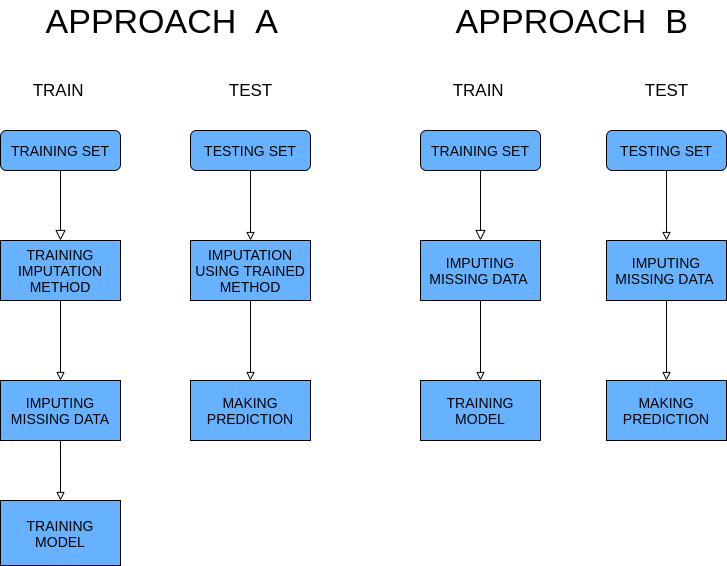 APPROACH A
TRAIN
TEST
TRAINING SET
TESTING SET
TRAINING
IMPUTATION
METHOD
IMPUTATION
USING TRAINED
METHOD
IMPUTING
MISSING DATA
MAKING
PREDICTION
TRAINING
MODEL
APPROACH B
TRAIN
TEST
TRAINING SET
TESTING SET
IMPUTING
MISSING DATA
IMPUTING
MISSING DATA
TRAINING
MODEL
MAKING
PREDICTION